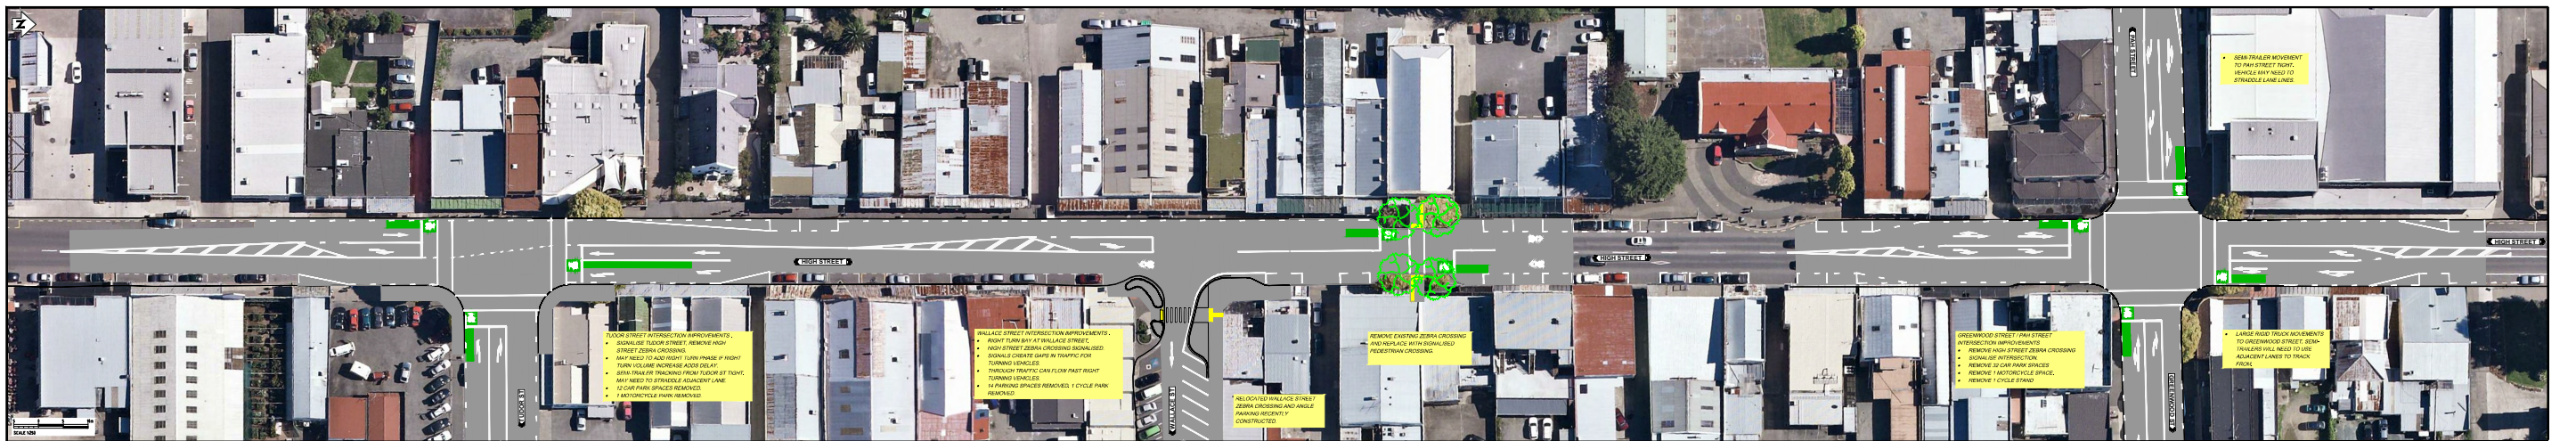 Z
PAH STREET
SEMI-TRAILER MOVEMENT
TO PAH STREET TIGHT.
VEHICLE MAY NEED TO
STRADDLE LANE LINES.
HIGH STREET
HIGH STREET
HIGH STREET
TUDOR STREET INTERSECTION IMPROVEMENTS.
SIGNALISE TUDOR STREET, REMOVE HIGH
STREET ZEBRA CROSSING.
MAY NEED TO ADD RIGHT TURN PHASE IF RIGHT
TURN VOLUME INCREASE ADDS DELAY.
SEMI-TRAILER TRACKING FROM TUDOR ST TIGHT,
MAY NEED TO STRADDLE ADJACENT LANE.
12 CAR PARK SPACES REMOVED.
1 MOTORCYCLE PARK REMOVED.
WALLACE STREET INTERSECTION IMPROVEMENTS.
RIGHT TURN BAY AT WALLACE STREET,
HIGH STREET ZEBRA CROSSING SIGNALISED
SIGNALS CREATE GAPS IN TRAFFIC FOR
TURNING VEHICLES.
THROUGH TRAFFIC CAN FLOW PAST RIGHT
TURNING VEHICLES.
14 PARKING SPACES REMOVED, 1 CYCLE PARK
REMOVED.
REMOVE EXISTING ZEBRA CROSSING
AND REPLACE WITH SIGNALISED
PEDESTRIAN CROSSING.
GREENWOOD STREET / PAH STREET
INTERSECTION IMPROVEMENTS
REMOVE HIGH STREET ZEBRA CROSSING
SIGNALISE INTERSECTION.
REMOVE 32 CAR PARK SPACES
REMOVE 1 MOTORCYCLE SPACE,
REMOVE 1 CYCLE STAND
LARGE RIGID TRUCK MOVEMENTS
TO GREENWOOD STREET. SEMI-
TRAILERS WILL NEED TO USE
ADJACENT LANES TO TRACK
FROM,
RELOCATED WALLACE STREET
ZEBRA CROSSING AND ANGLE
PARKING RECENTLY
CONSTRUCTED.
TUDOR ST
WALLACE ST
GREENWOOD ST